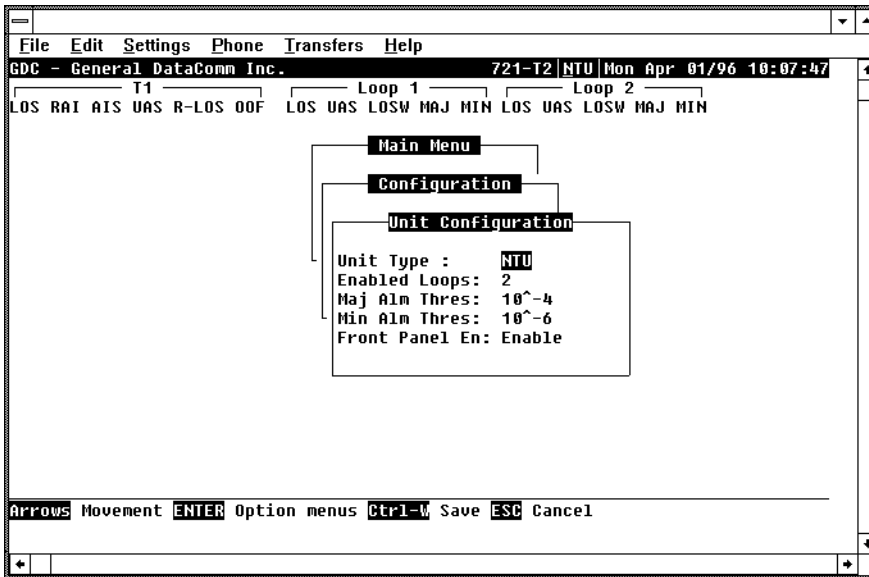 File Edit Settings Phone Transfers Help
GDC - General DataComm Inc. 721-T2 NTU Mon Apr 01/96 10:07:47
T1 Loop 1 Loop 2
LOS RAI AIS UAS R-LOS OOF LOS UAS LOSW MAJ MIN LOS UAS LOSW MAJ MIN
Main Menu
Configuration
Unit Configuration
Unit Type : NTU
Enabled Loops: 2
Maj Alm Thres: 10^-4
Min Alm Thres: 10^-6
Front Panel En: Enable
Arrows Movement ENTER Option menus Ctrl-W Save ESC Cancel